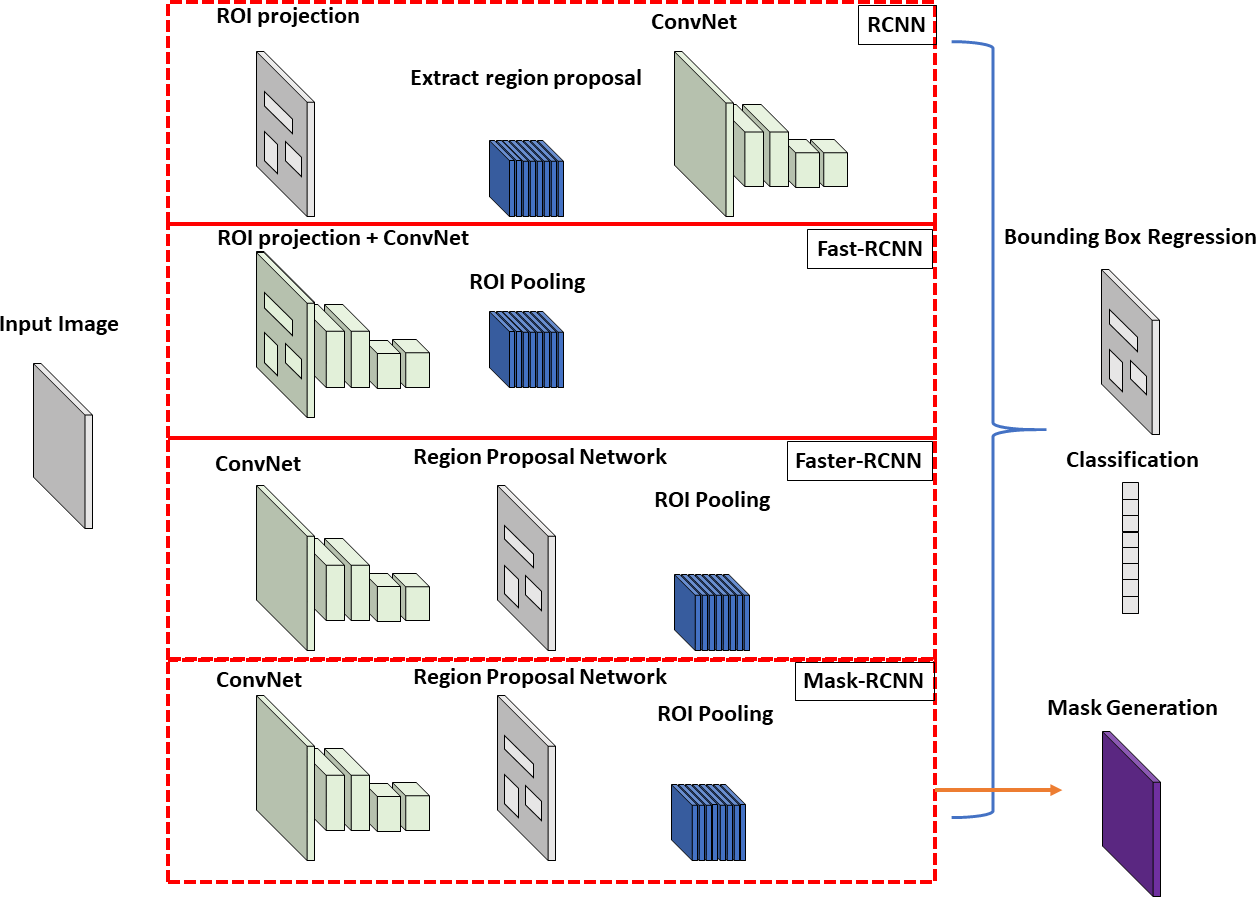 Input Image
ROI projection
Extract region proposal
ConvNet
RCNN
ROI projection + ConvNet
ROI Pooling
Fast-RCNN
ConvNet
Region Proposal Network
ROI Pooling
Faster-RCNN
ConvNet
Region Proposal Network
ROI Pooling
Mask-RCNN
Bounding Box Regression
Classification
Mask Generation